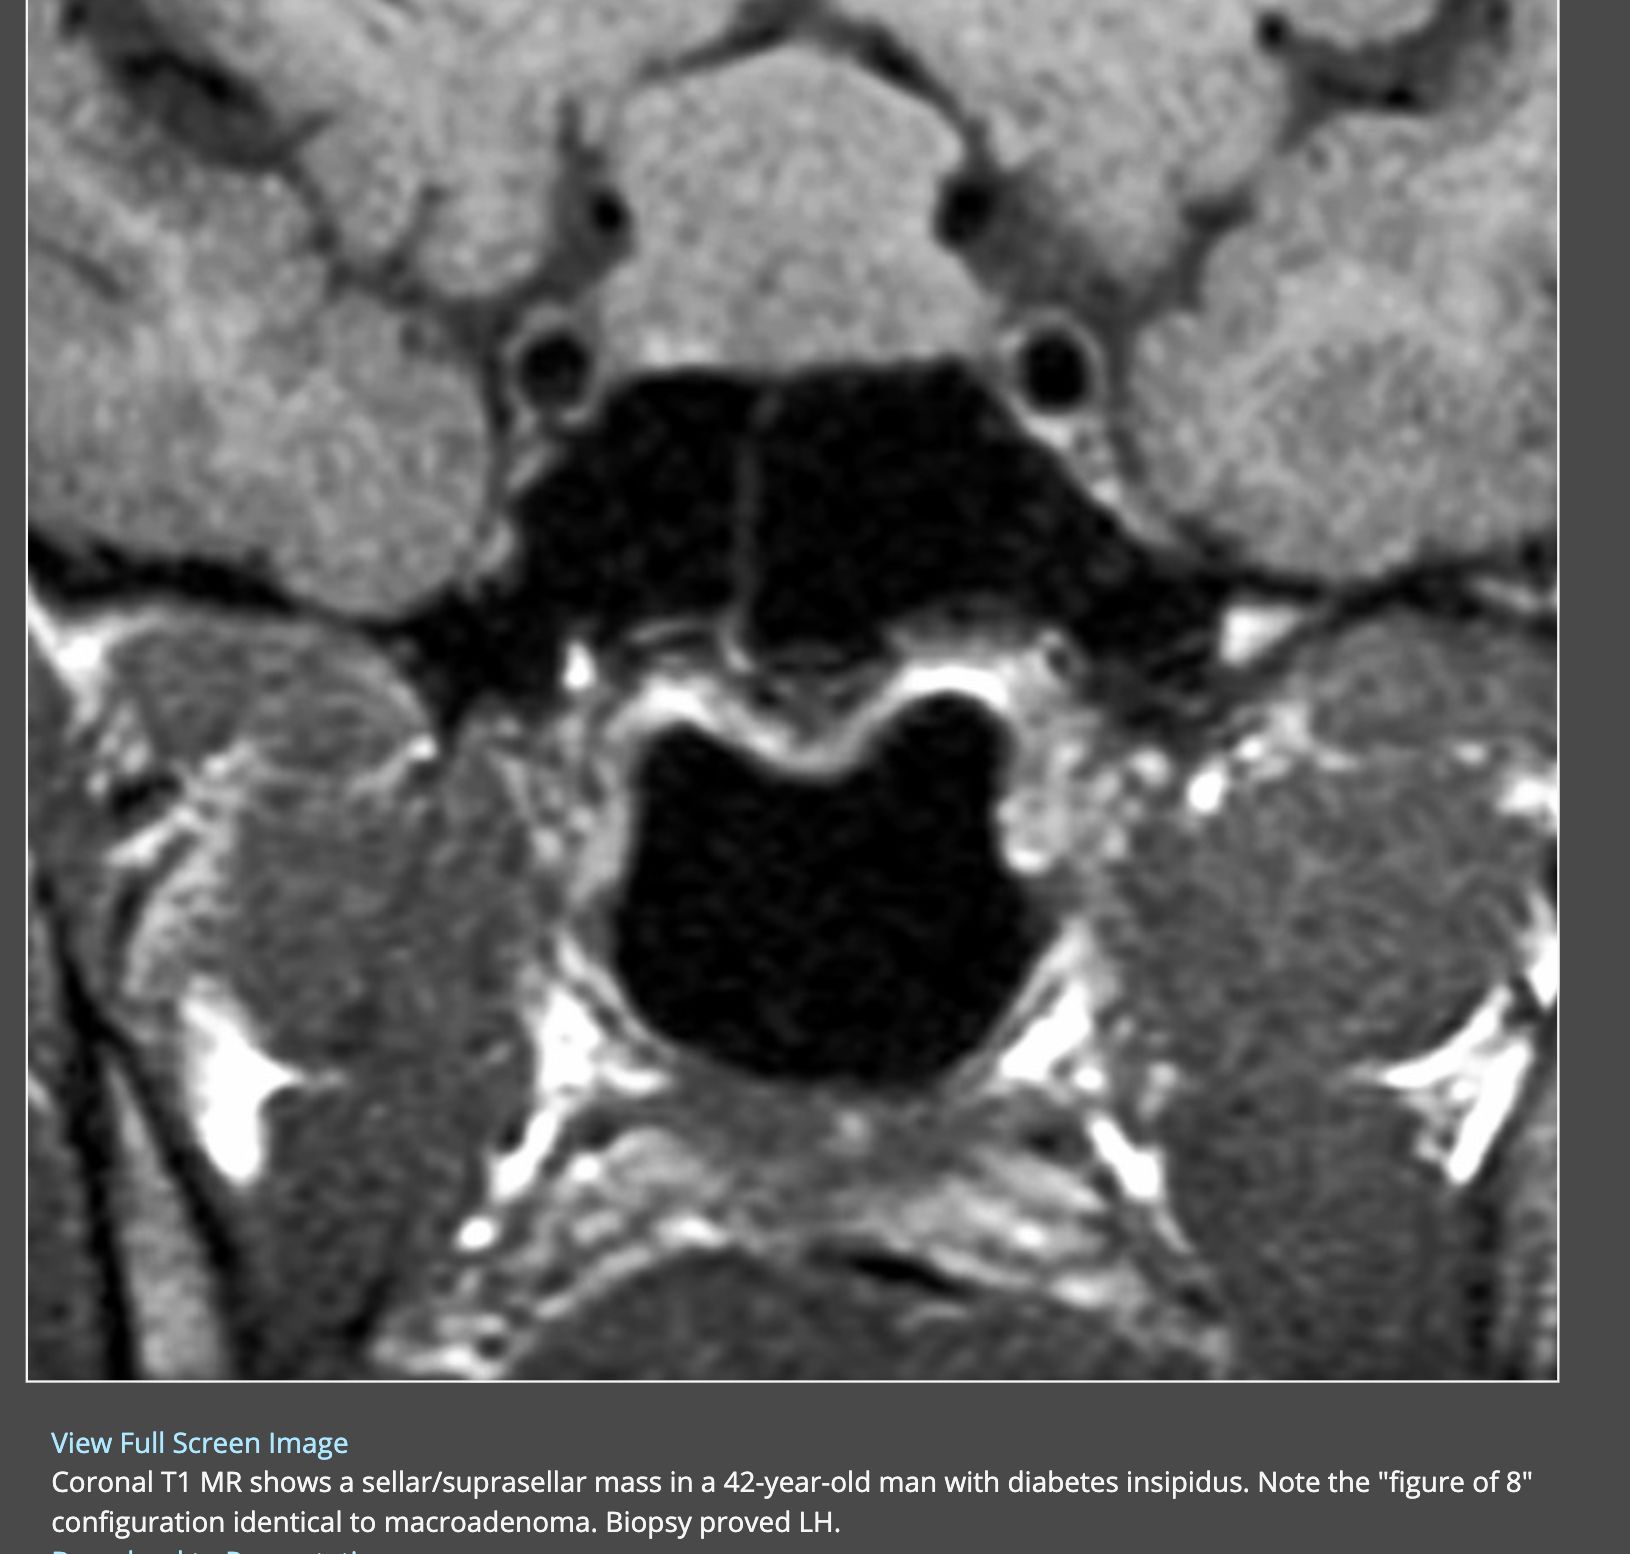 View Full Screen Image
Coronal T1 MR shows a sellar/suprasellar mass in a 42-year-old man with diabetes insipidus. Note the "figure of 8"
configuration identical to macroadenoma. Biopsy proved LH.